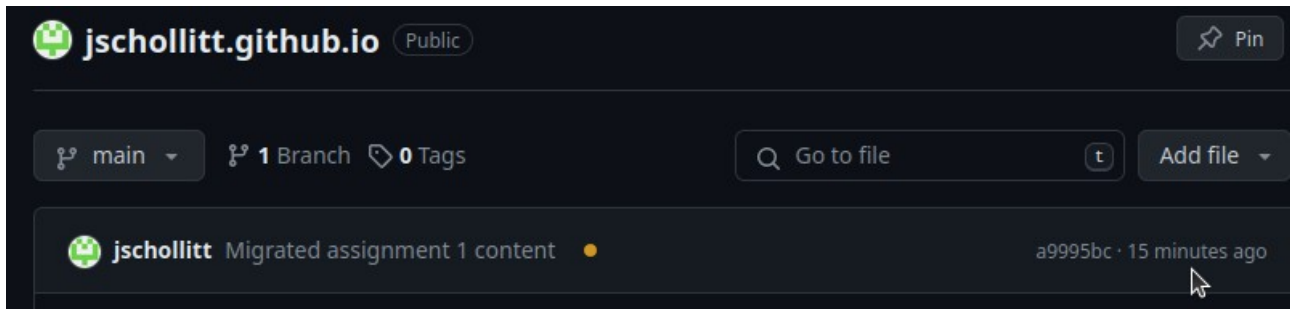 jschollitt.github.io Public Pin
main 1 Branch 0 Tags Go to file t Add file
jschollitt Migrated assignment 1 content a9995bc · 15 minutes ago